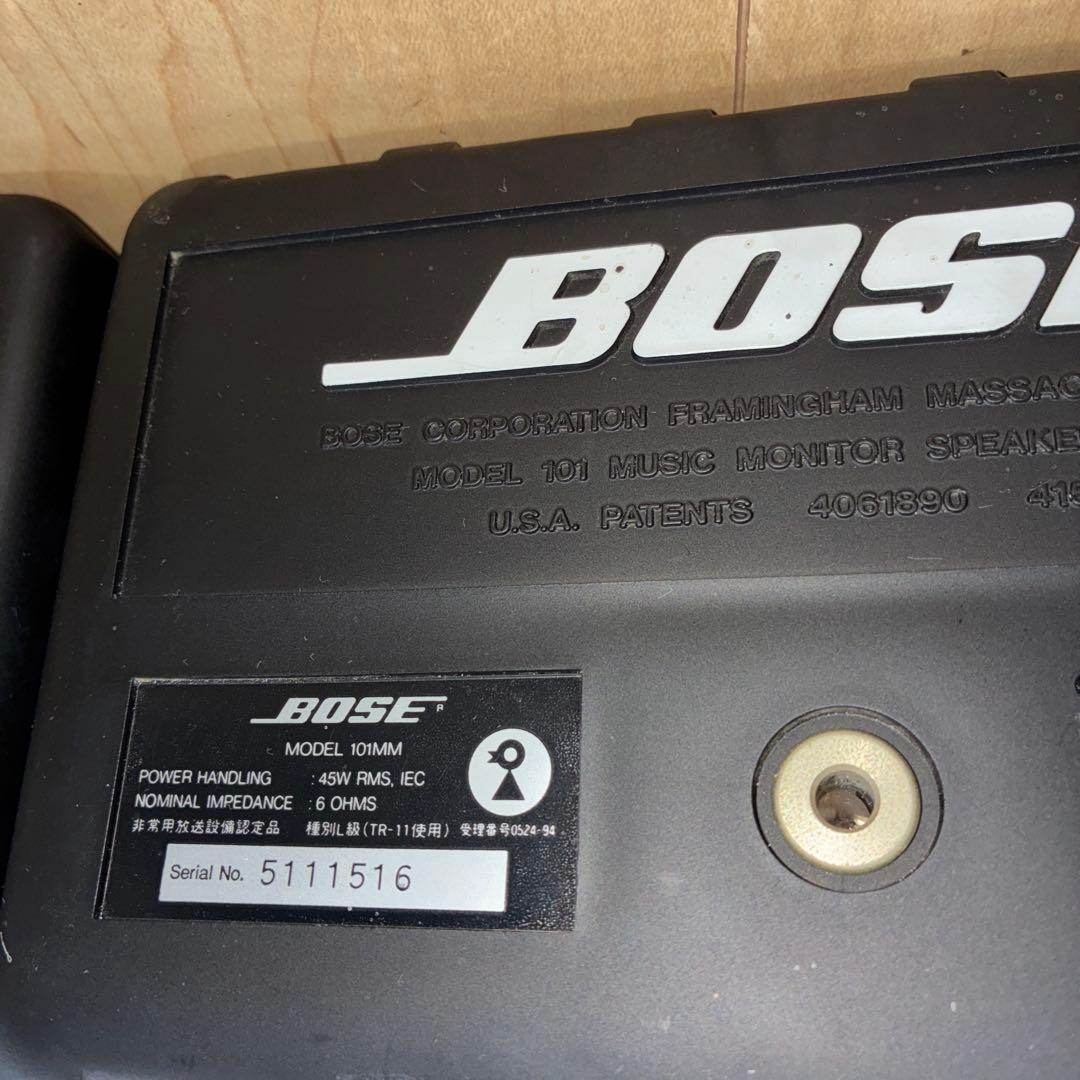 BOSE
BOSE CORPORATION FRAMINGHAM
MODEL 101 MUSIC MONITOR
U.S.A. PATENTS 4061890
BOSE R
MODEL 101MM
POWER HANDLING : 45W RMS, IEC
NOMINAL IMPEDANCE : 6 OHMS
非常用放送設備認定品 種別L級(TR-11使用) 受理番号0524-94
Serial No. 5111516